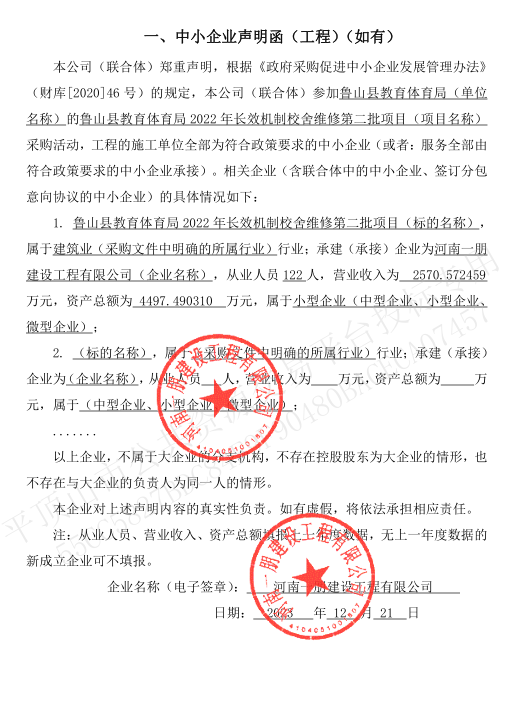 一、中小企业声明函（工程）（如有）
本公司（联合体）郑重声明，根据《政府采购促进中小企业发展管理办法》
（财库[2020]46 号）的规定，本公司（联合体）参加鲁山县教育体育局（单位
名称）的鲁山县教育体育局 2022 年长效机制校舍维修第二批项目（项目名称）
采购活动，工程的施工单位全部为符合政策要求的中小企业（或者：服务全部由
符合政策要求的中小企业承接）。相关企业（含联合体中的中小企业、签订分包
意向协议的中小企业）的具体情况如下：
1. 鲁山县教育体育局 2022 年长效机制校舍维修第二批项目（标的名称），
属于建筑业（采购文件中明确的所属行业）行业；承建（承接）企业为河南一朋
建设工程有限公司（企业名称），从业人员 122 人，营业收入为 2570.572459
万元，资产总额为 4497.490310 万元，属于小型企业（中型企业、小型企业、
微型企业）；
2. （标的名称），属于（采购文件中明确的所属行业）行业；承建（承接）
企业为（企业名称），从业人员 人，营业收入为 万元，资产总额为 万
元，属于（中型企业、小型企业、微型企业）；
.......
以上企业，不属于大企业的分支机构，不存在控股股东为大企业的情形，也
不存在与大企业的负责人为同一人的情形。
本企业对上述声明内容的真实性负责。如有虚假，将依法承担相应责任。
注：从业人员、营业收入、资产总额填报上一年度数据，无上一年度数据的
新成立企业可不填报。
企业名称（电子签章）： 河南一朋建设工程有限公司
日期： 2023 年 12 月 21 日
河南一朋建设工程有限公司
4104051001807
河南一朋建设工程有限公司
4104051001807